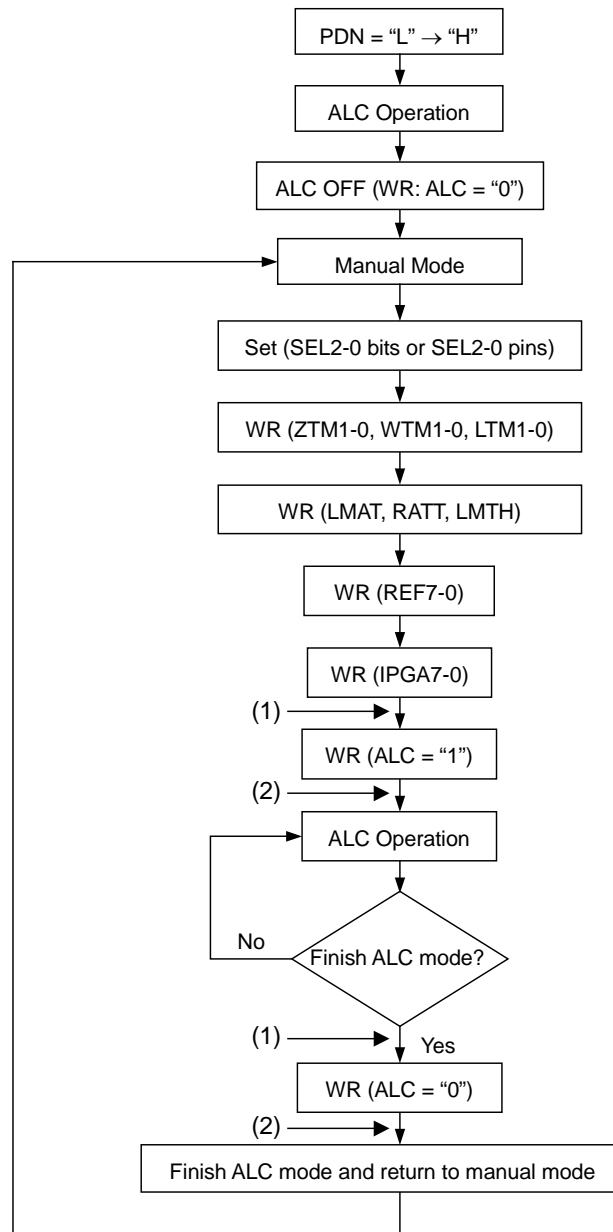 PDN = “L” → “H”
ALC Operation
ALC OFF (WR: ALC = “0”)
Manual Mode
Set (SEL2-0 bits or SEL2-0 pins)
WR (ZTM1-0, WTM1-0, LTM1-0)
WR (LMAT, RATT, LMTH)
WR (REF7-0)
WR (IPGA7-0)
(1)
WR (ALC = “1”)
(2)
ALC Operation
No
Finish ALC mode?
(1)
Yes
WR (ALC = “0”)
(2)
Finish ALC mode and return to manual mode